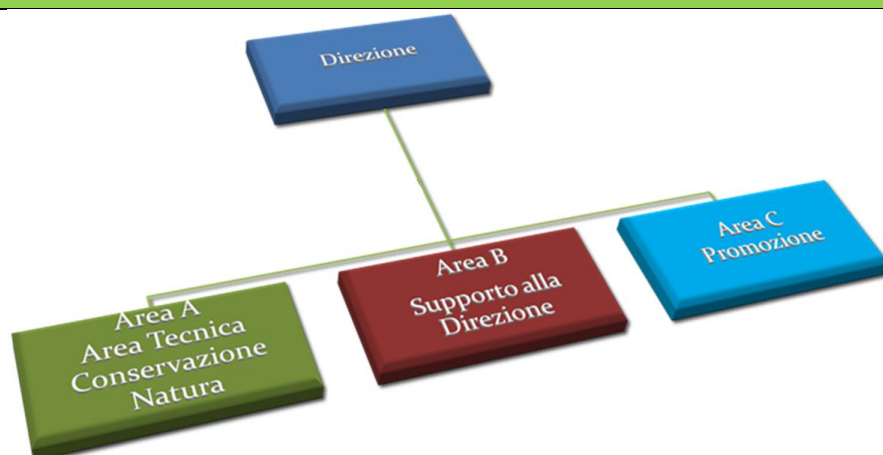 Direzione
Area A
Area Tecnica
Conservazione
Natura
Area B
Supporto alla
Direzione
Area C
Promozione